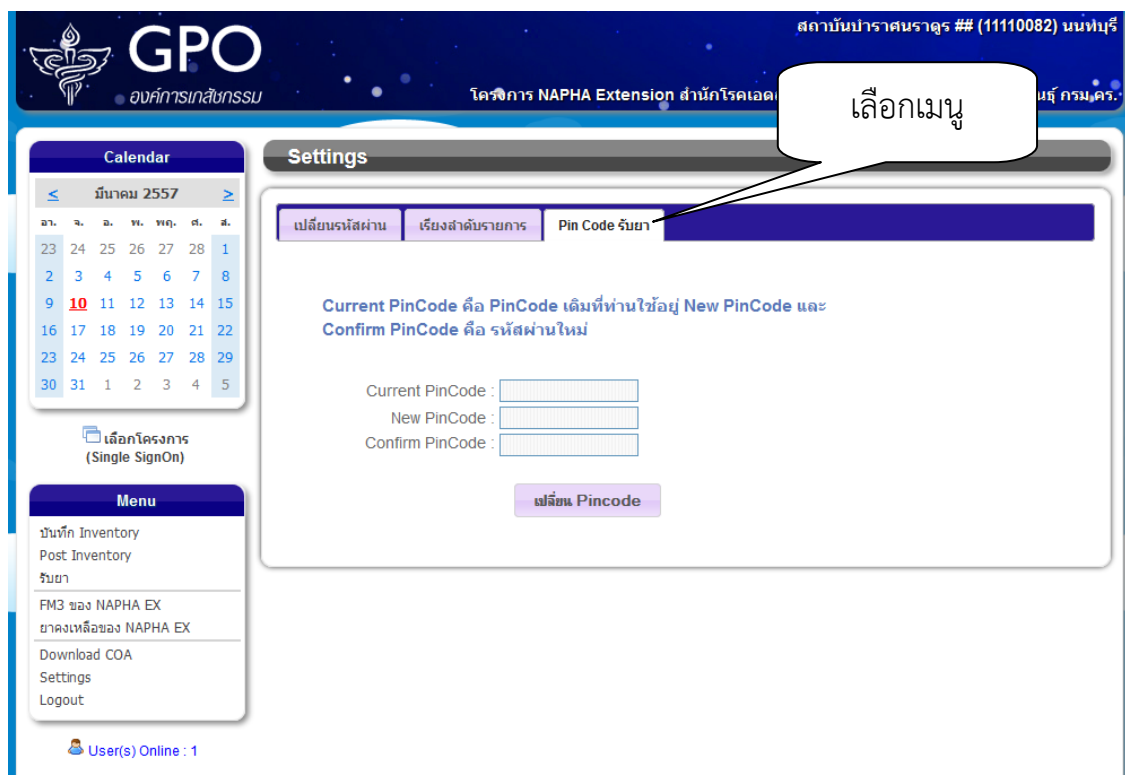 สถาบันบำราศนราดูร ## (11110082) นนทบุรี
GPO
องค์การเภสัชกรรม
โครงการ NAPHA Extension สำนักโรคเอดส์
นธุ์ กรม.คร.
เลือกเมนู
Calendar
≤ มีนาคม 2557 ≥
อา. จ. อ. พ. พฤ. ศ. ส.
23 24 25 26 27 28 1
2 3 4 5 6 7 8
9 10 11 12 13 14 15
16 17 18 19 20 21 22
23 24 25 26 27 28 29
30 31 1 2 3 4 5
เลือกโครงการ
(Single SignOn)
Menu
บันทึก Inventory
Post Inventory
รับยา
FM3 ของ NAPHA EX
ยาคงเหลือของ NAPHA EX
Download COA
Settings
Logout
User(s) Online : 1
Settings
เปลี่ยนรหัสผ่าน เรียงลำดับรายการ Pin Code รับยา
Current PinCode คือ PinCode เดิมที่ท่านใช้อยู่ New PinCode และ
Confirm PinCode คือ รหัสผ่านใหม่
Current PinCode :
New PinCode :
Confirm PinCode :
เปลี่ยน Pincode